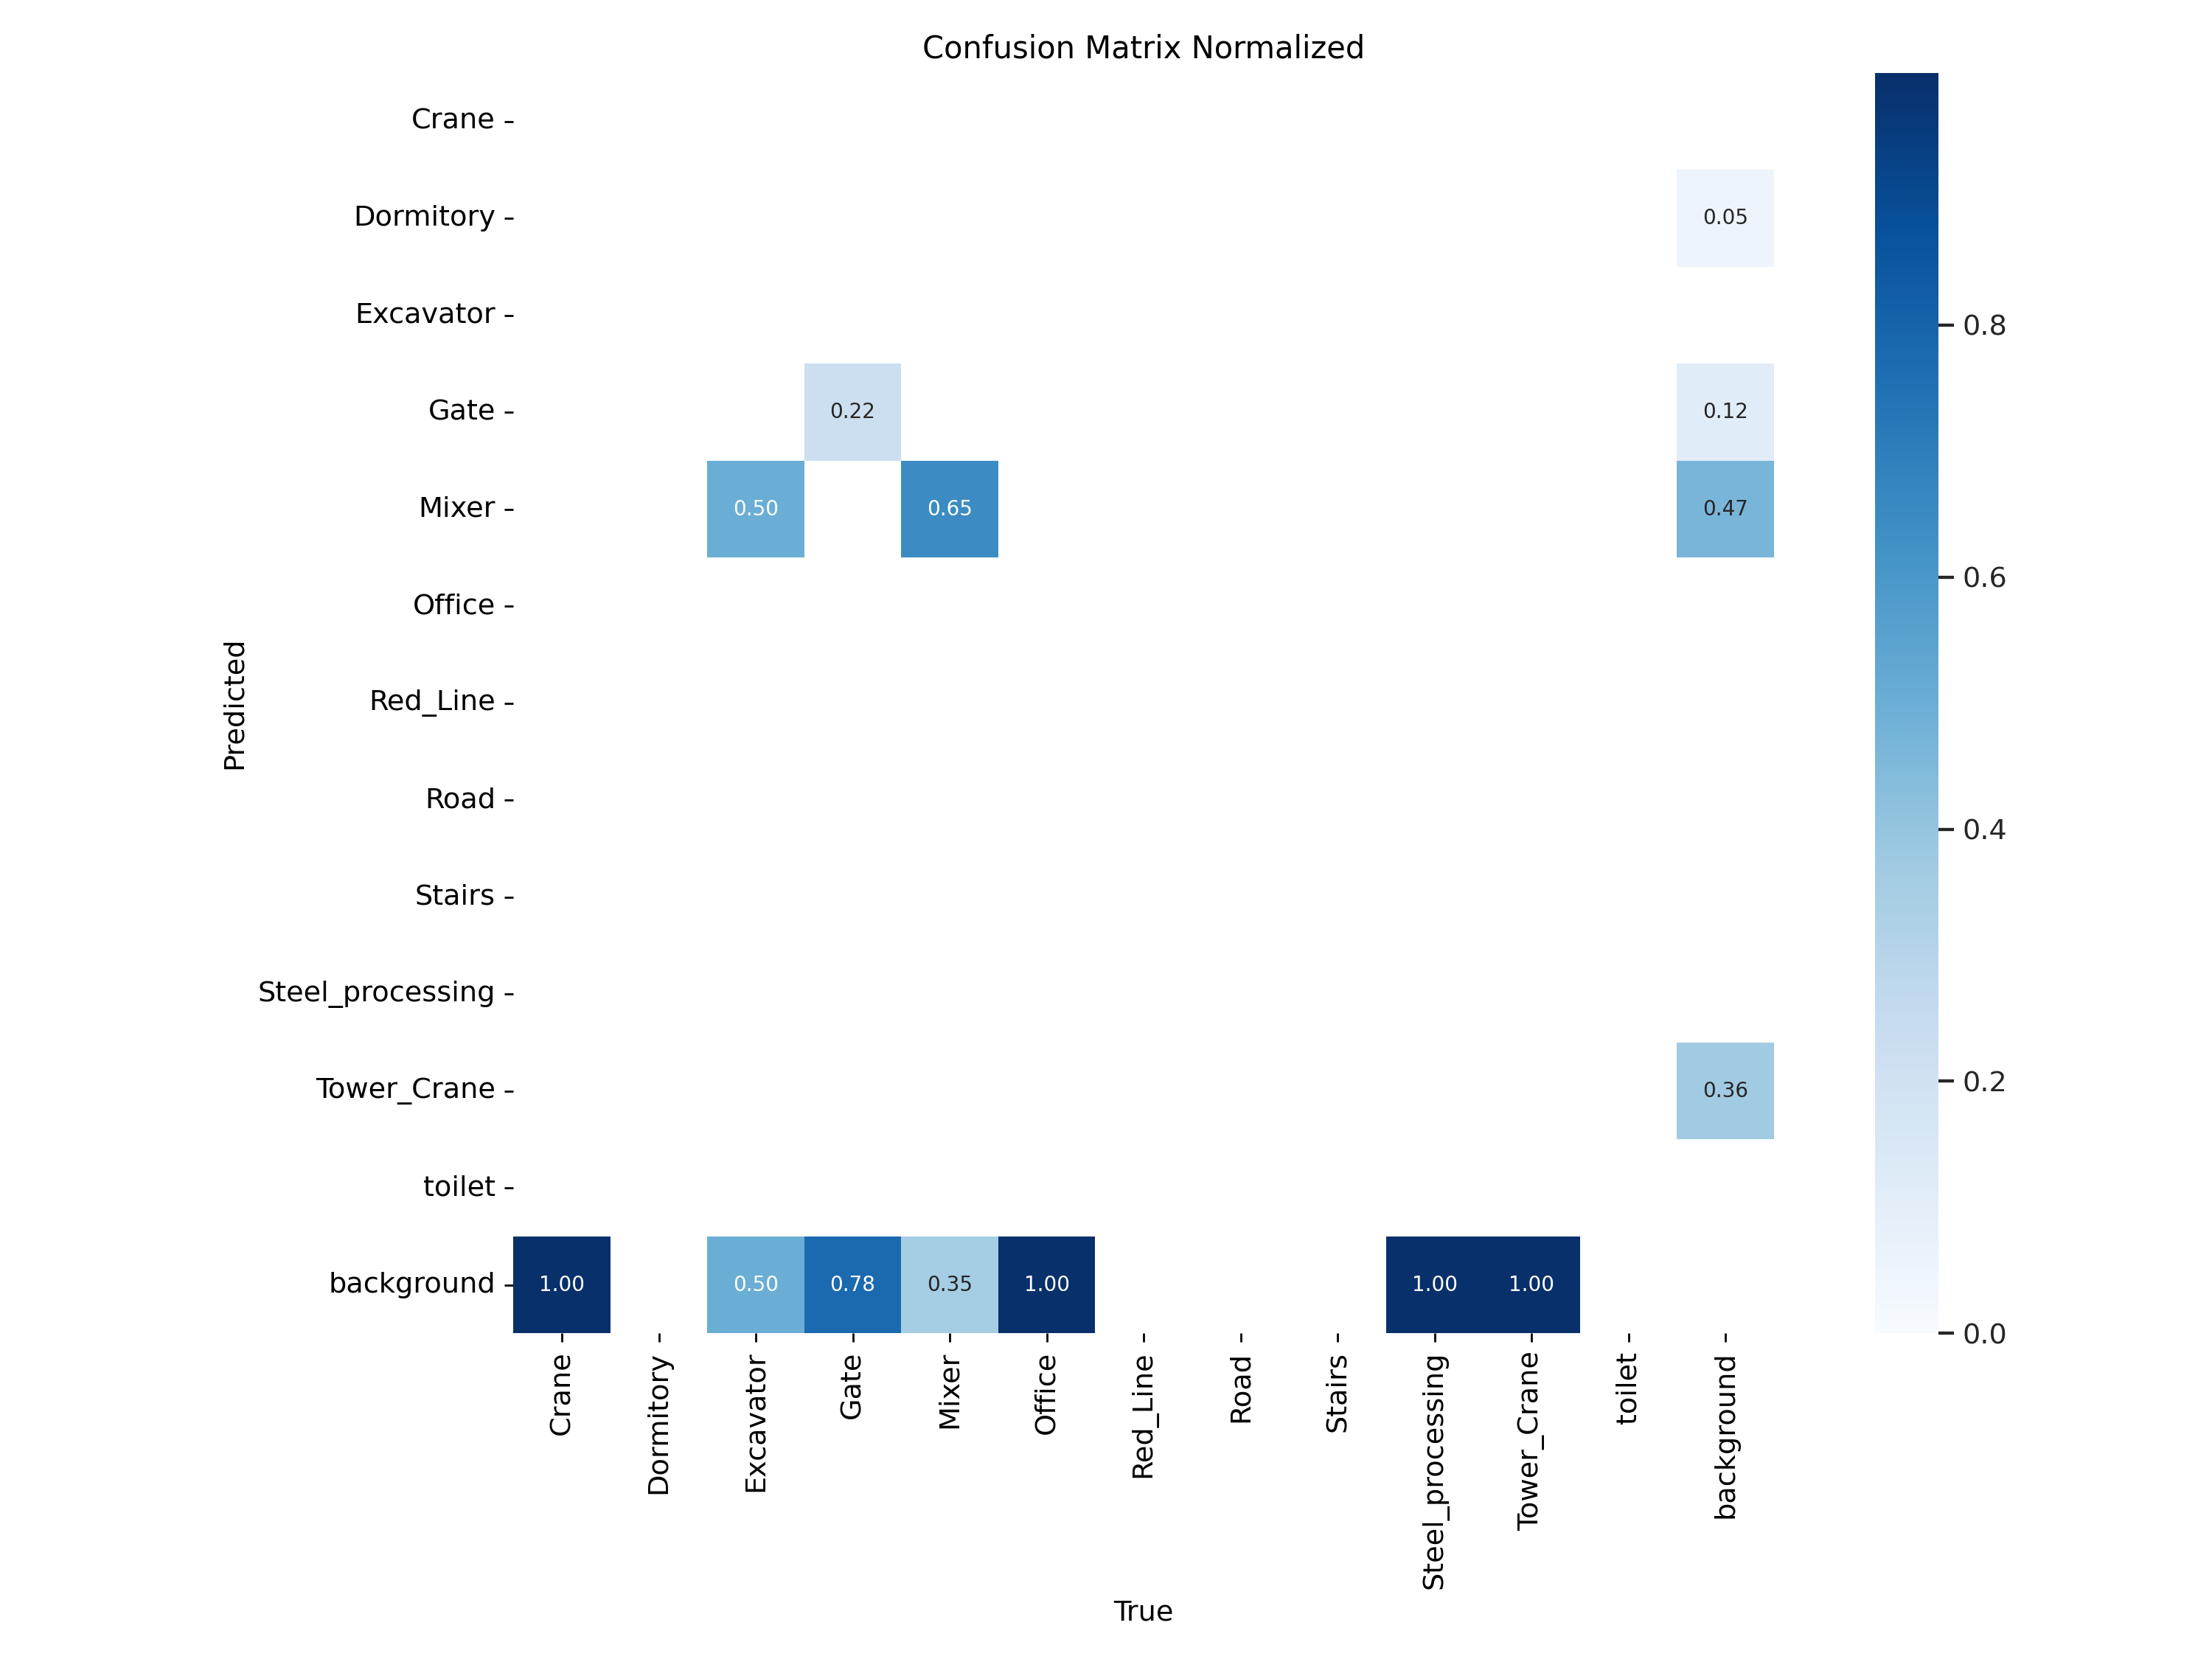 Confusion Matrix Normalized
Predicted
Crane
Dormitory
0.05
Excavator
Gate
0.22 0.12
Mixer
0.50 0.65 0.47
Office
Red_Line
Road
Stairs
Steel_processing
Tower_Crane
0.36
toilet
background
1.00 0.50 0.78 0.35 1.00 1.00 1.00
Crane
Dormitory
Excavator
Gate
Mixer
Office
Red_Line
Road
Stairs
Steel_processing
Tower_Crane
toilet
background
True
0.8
0.6
0.4
0.2
0.0